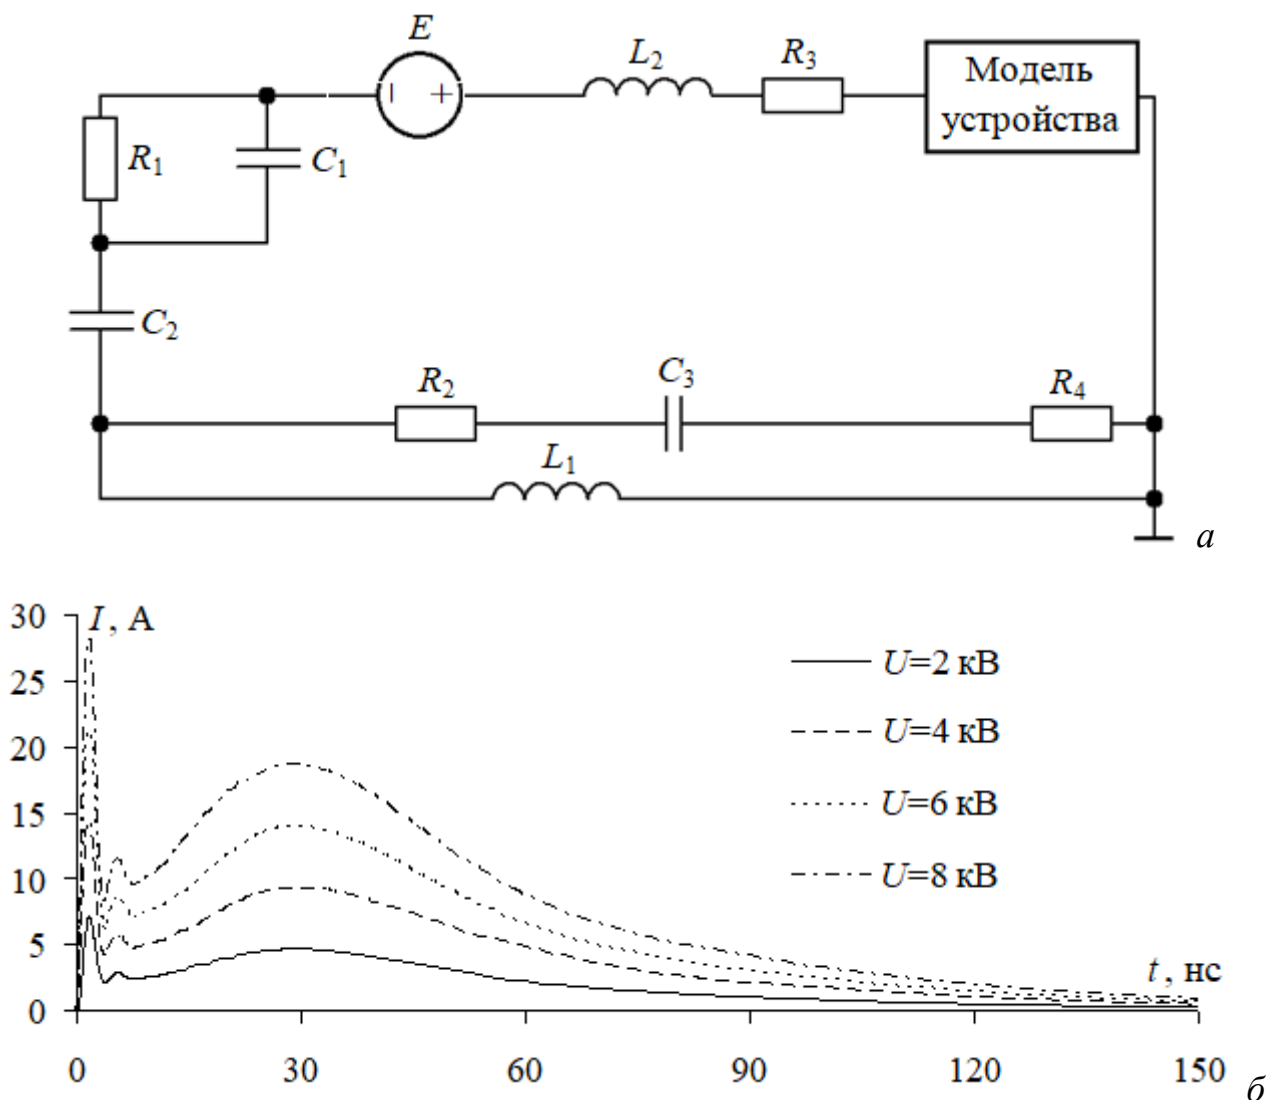 E
L2
R3
Модель
устройства
R1
C1
C2
R2
C3
R4
L1
а
I, А
30
25
20
15
10
5
0
U=2 кВ
U=4 кВ
U=6 кВ
U=8 кВ
t, нс
0 30 60 90 120 150
б